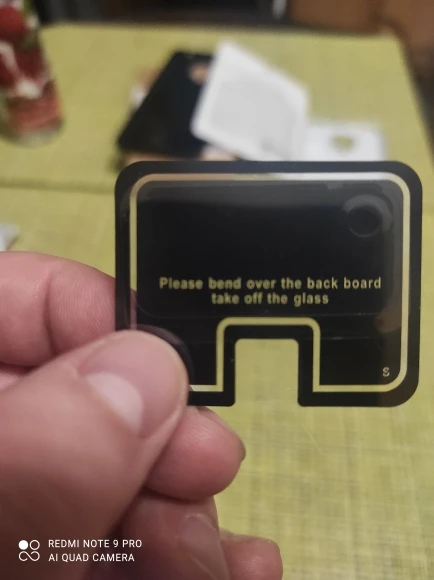 Please bend over the back board
take off the glass
S
REDMI NOTE 9 PRO
AI QUAD CAMERA